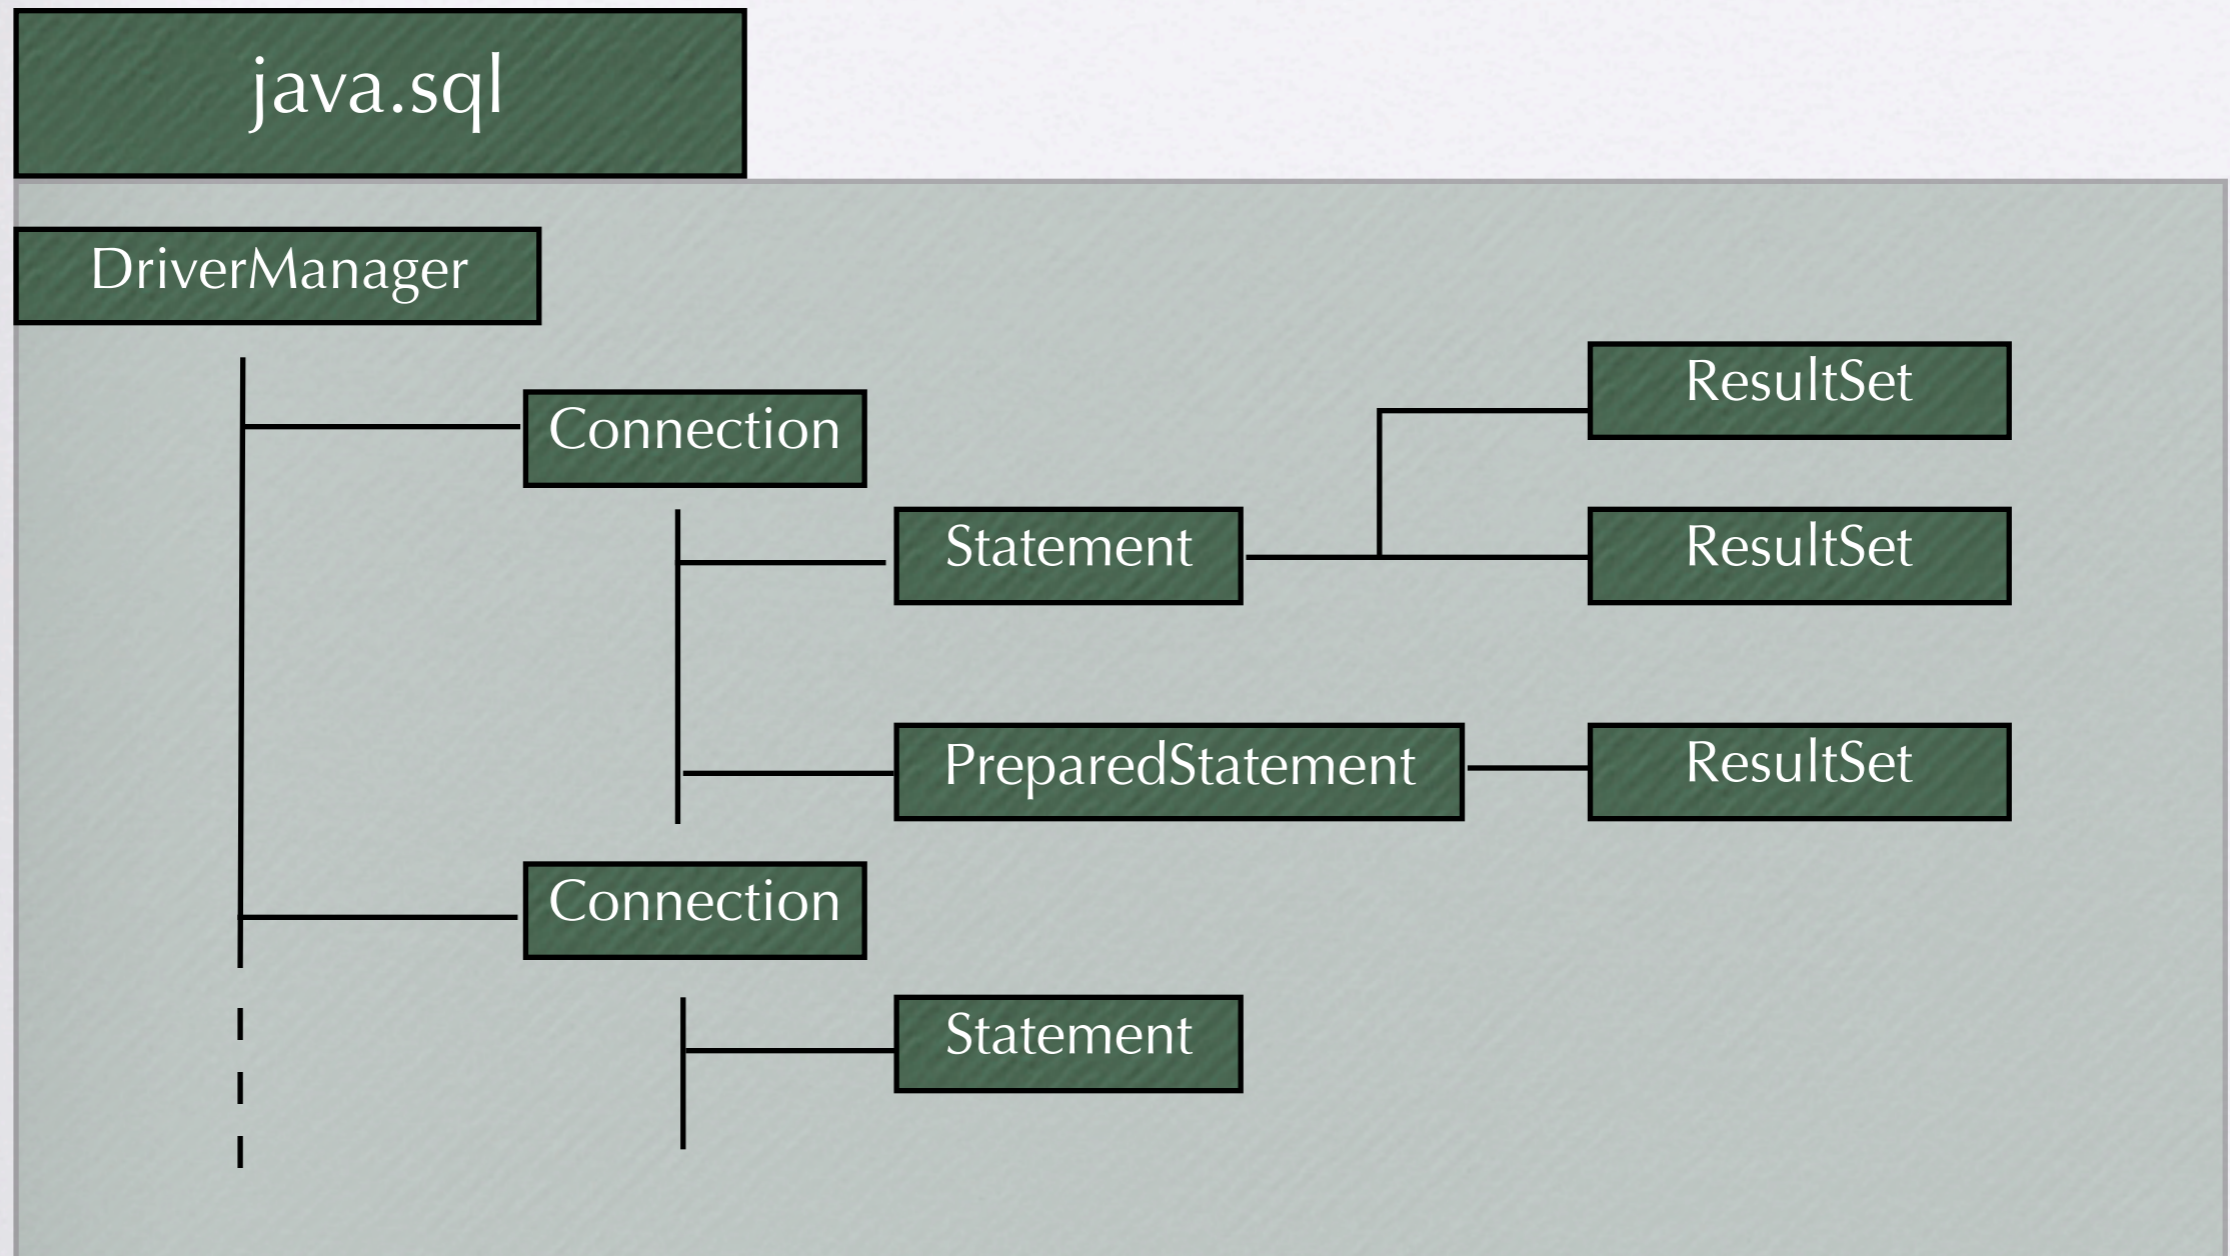 java.sql
DriverManager
Connection
ResultSet
Statement
ResultSet
PreparedStatement
ResultSet
Connection
Statement